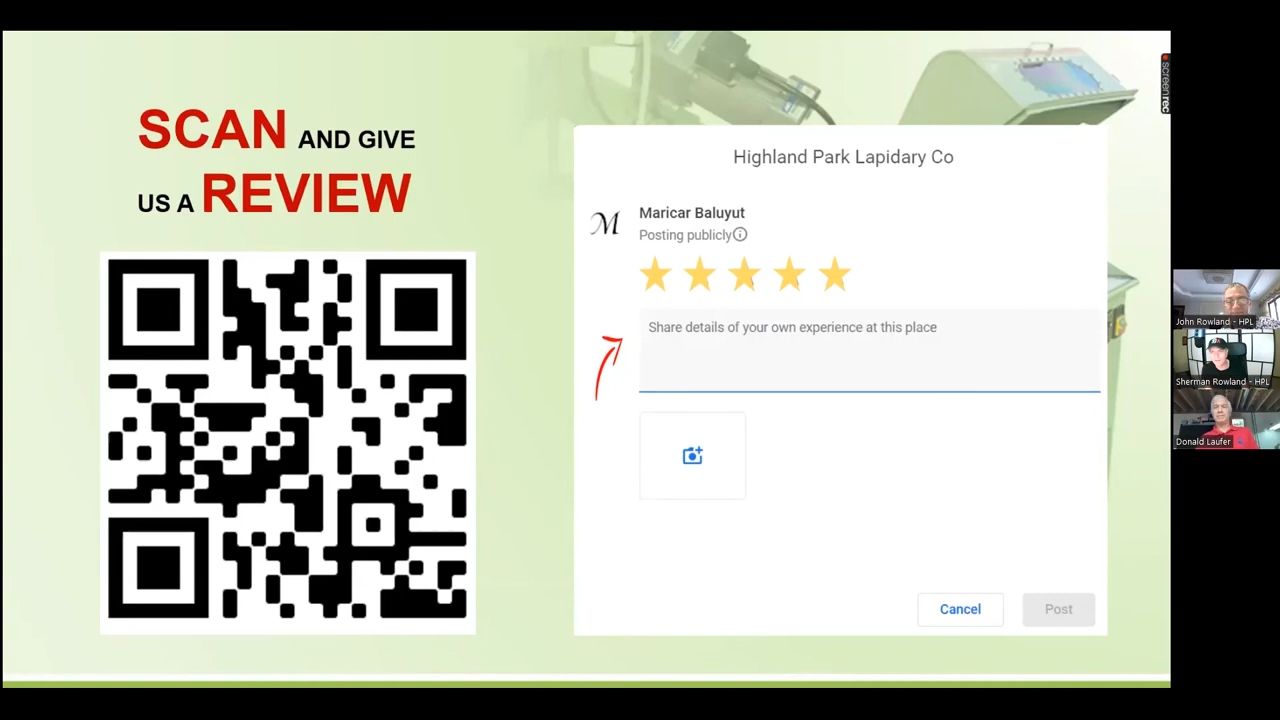 SCAN AND GIVE
US A REVIEW
Highland Park Lapidary Co
M
Maricar Baluyut
Posting publicly
Share details of your own experience at this place
Cancel
Post
screenrec
John Rowland - HPL
Sherman Rowland - HPL
Donald Laufer